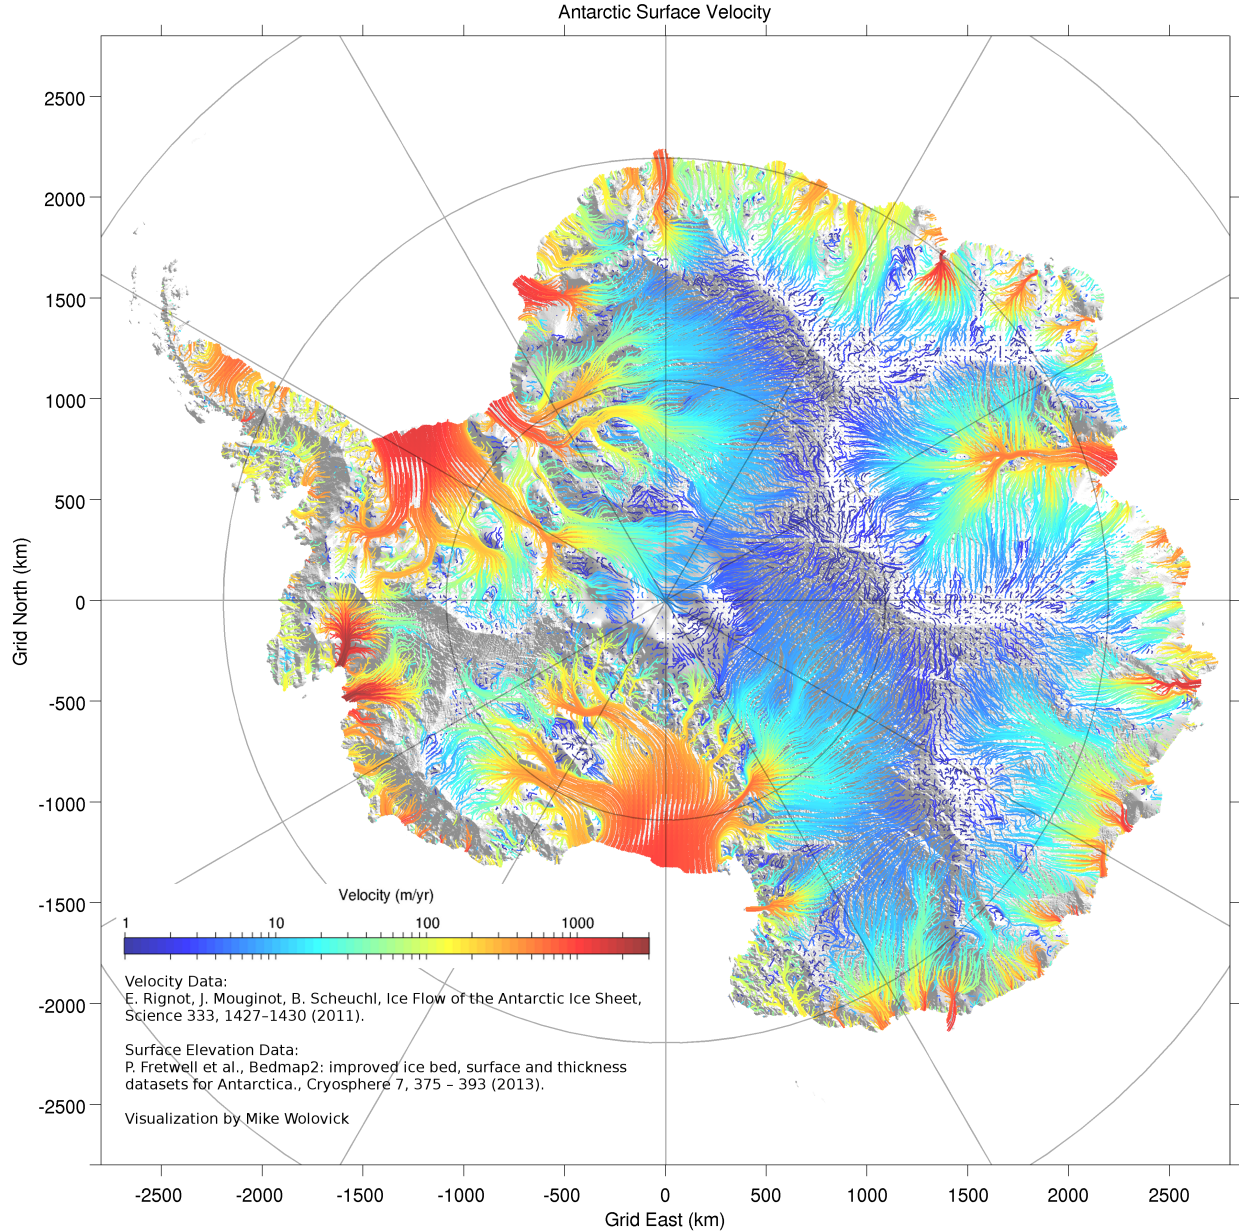 Antarctic Surface Velocity
2500
2000
1500
1000
500
0
-500
-1000
-1500
-2000
-2500
Grid North (km)
Velocity (m/yr)
1 10 100 1000
Velocity Data:
E. Rignot, J. Mouginot, B. Scheuchl, Ice Flow of the Antarctic Ice Sheet,
Science 333, 1427–1430 (2011).
Surface Elevation Data:
P. Fretwell et al., Bedmap2: improved ice bed, surface and thickness
datasets for Antarctica., Cryosphere 7, 375 – 393 (2013).
Visualization by Mike Wolovick
-2500 -2000 -1500 -1000 -500 0 500 1000 1500 2000 2500
Grid East (km)